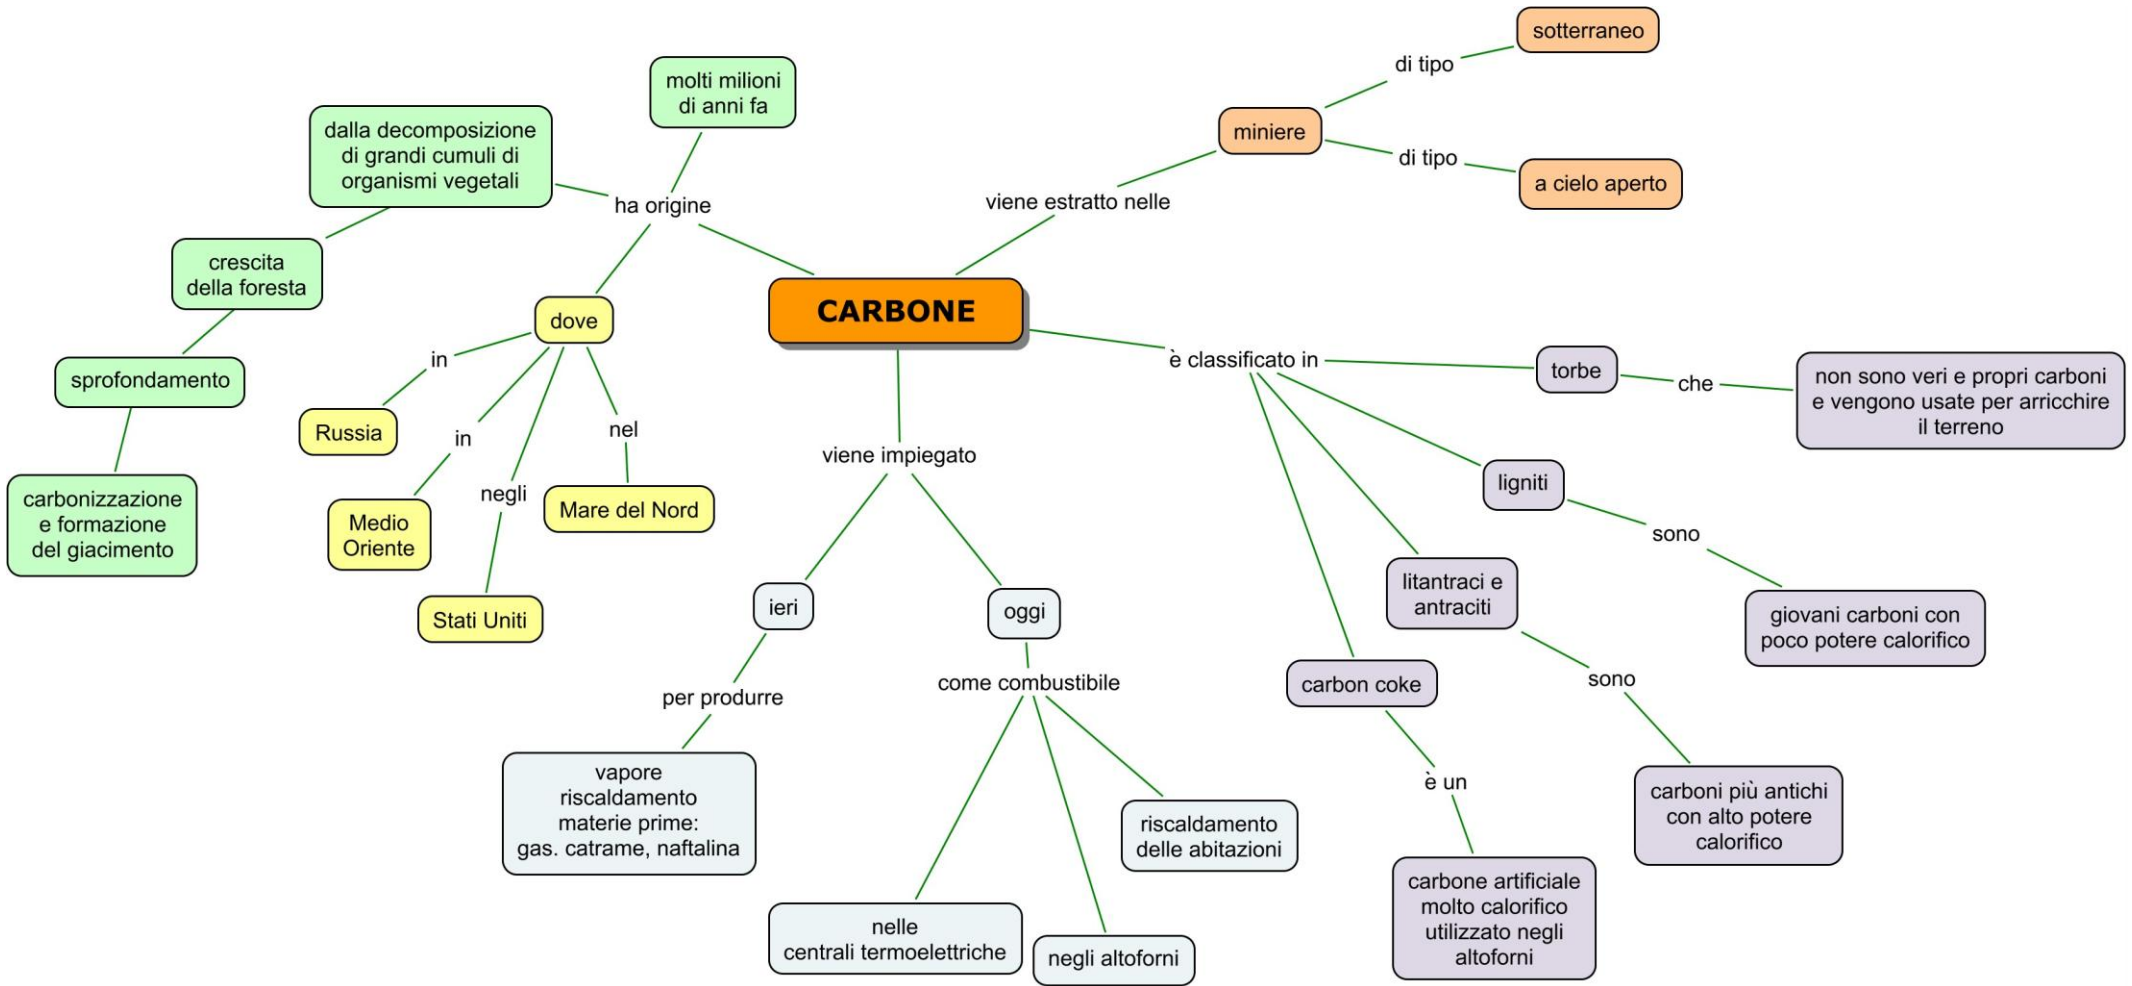 CARBONE
ha origine
molti milioni
di anni fa
dalla decomposizione
di grandi cumuli di
organismi vegetali
crescita
della foresta
sprofondamento
carbonizzazione
e formazione
del giacimento
dove
in
Russia
in
Medio
Oriente
negli
Stati Uniti
nel
Mare del Nord
viene estratto nelle
miniere
di tipo
sotterraneo
di tipo
a cielo aperto
viene impiegato
ieri
per produrre
vapore
riscaldamento
materie prime:
gas. catrame, naftalina
oggi
come combustibile
nelle
centrali termoelettriche
negli altoforni
riscaldamento
delle abitazioni
è classificato in
torbe
che
non sono veri e propri carboni
e vengono usate per arricchire
il terreno
ligniti
sono
giovani carboni con
poco potere calorifico
litantraci e
antraciti
sono
carboni più antichi
con alto potere
calorifico
carbon coke
è un
carbone artificiale
molto calorifico
utilizzato negli
altoforni